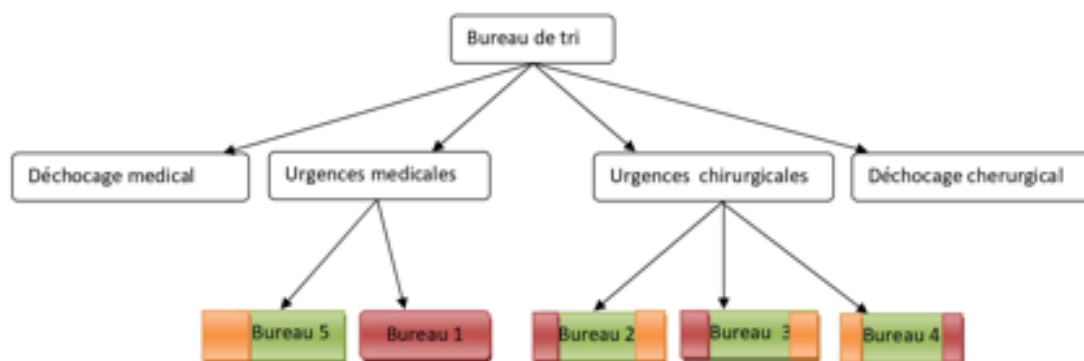 Bureau de tri
Déchocage medical
Urgences medicales
Urgences chirurgicales
Déchocage cherurgical
Bureau 5
Bureau 1
Bureau 2
Bureau 3
Bureau 4